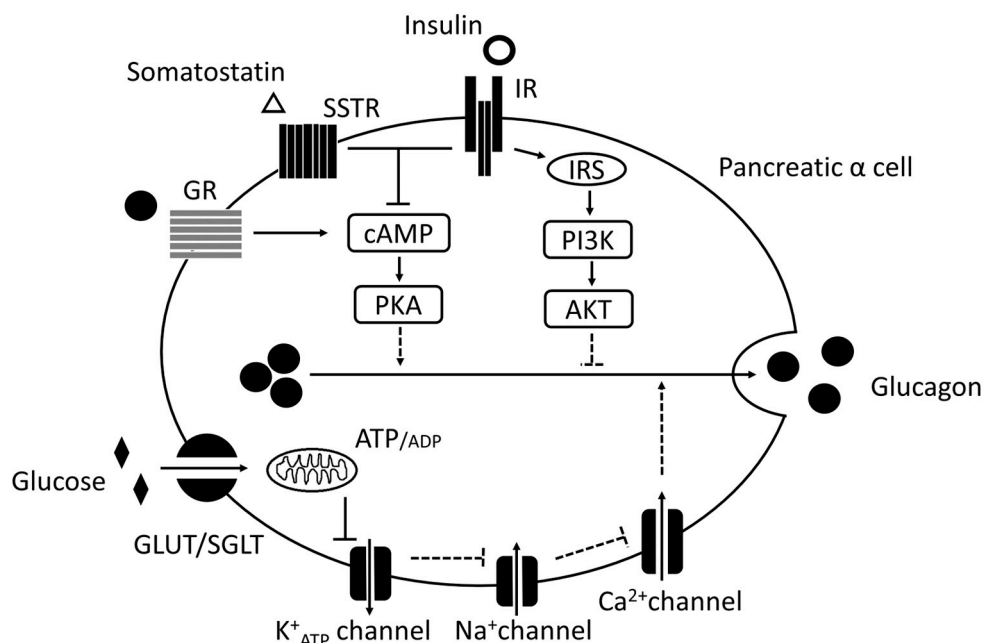 Insulin
Somatostatin
IR
SSTR
IRS
Pancreatic α cell
GR
cAMP
PI3K
PKA
AKT
Glucagon
ATP/ADP
Glucose
GLUT/SGLT
Ca²⁺channel
K⁺ATP channel
Na⁺channel